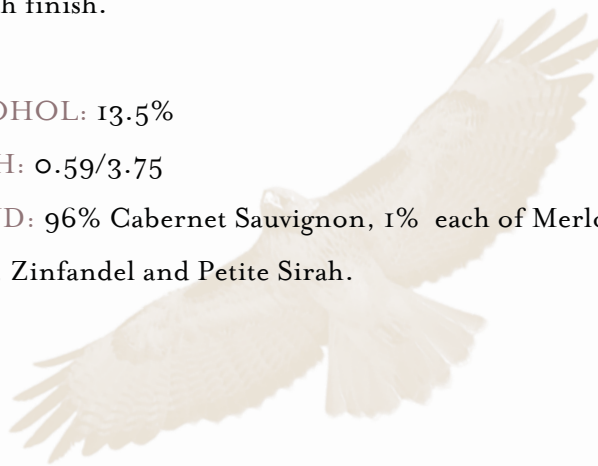 h finish.
OHOL: 13.5%
H: 0.59/3.75
D: 96% Cabernet Sauvignon, 1% each of Merlo
Zinfandel and Petite Sirah.